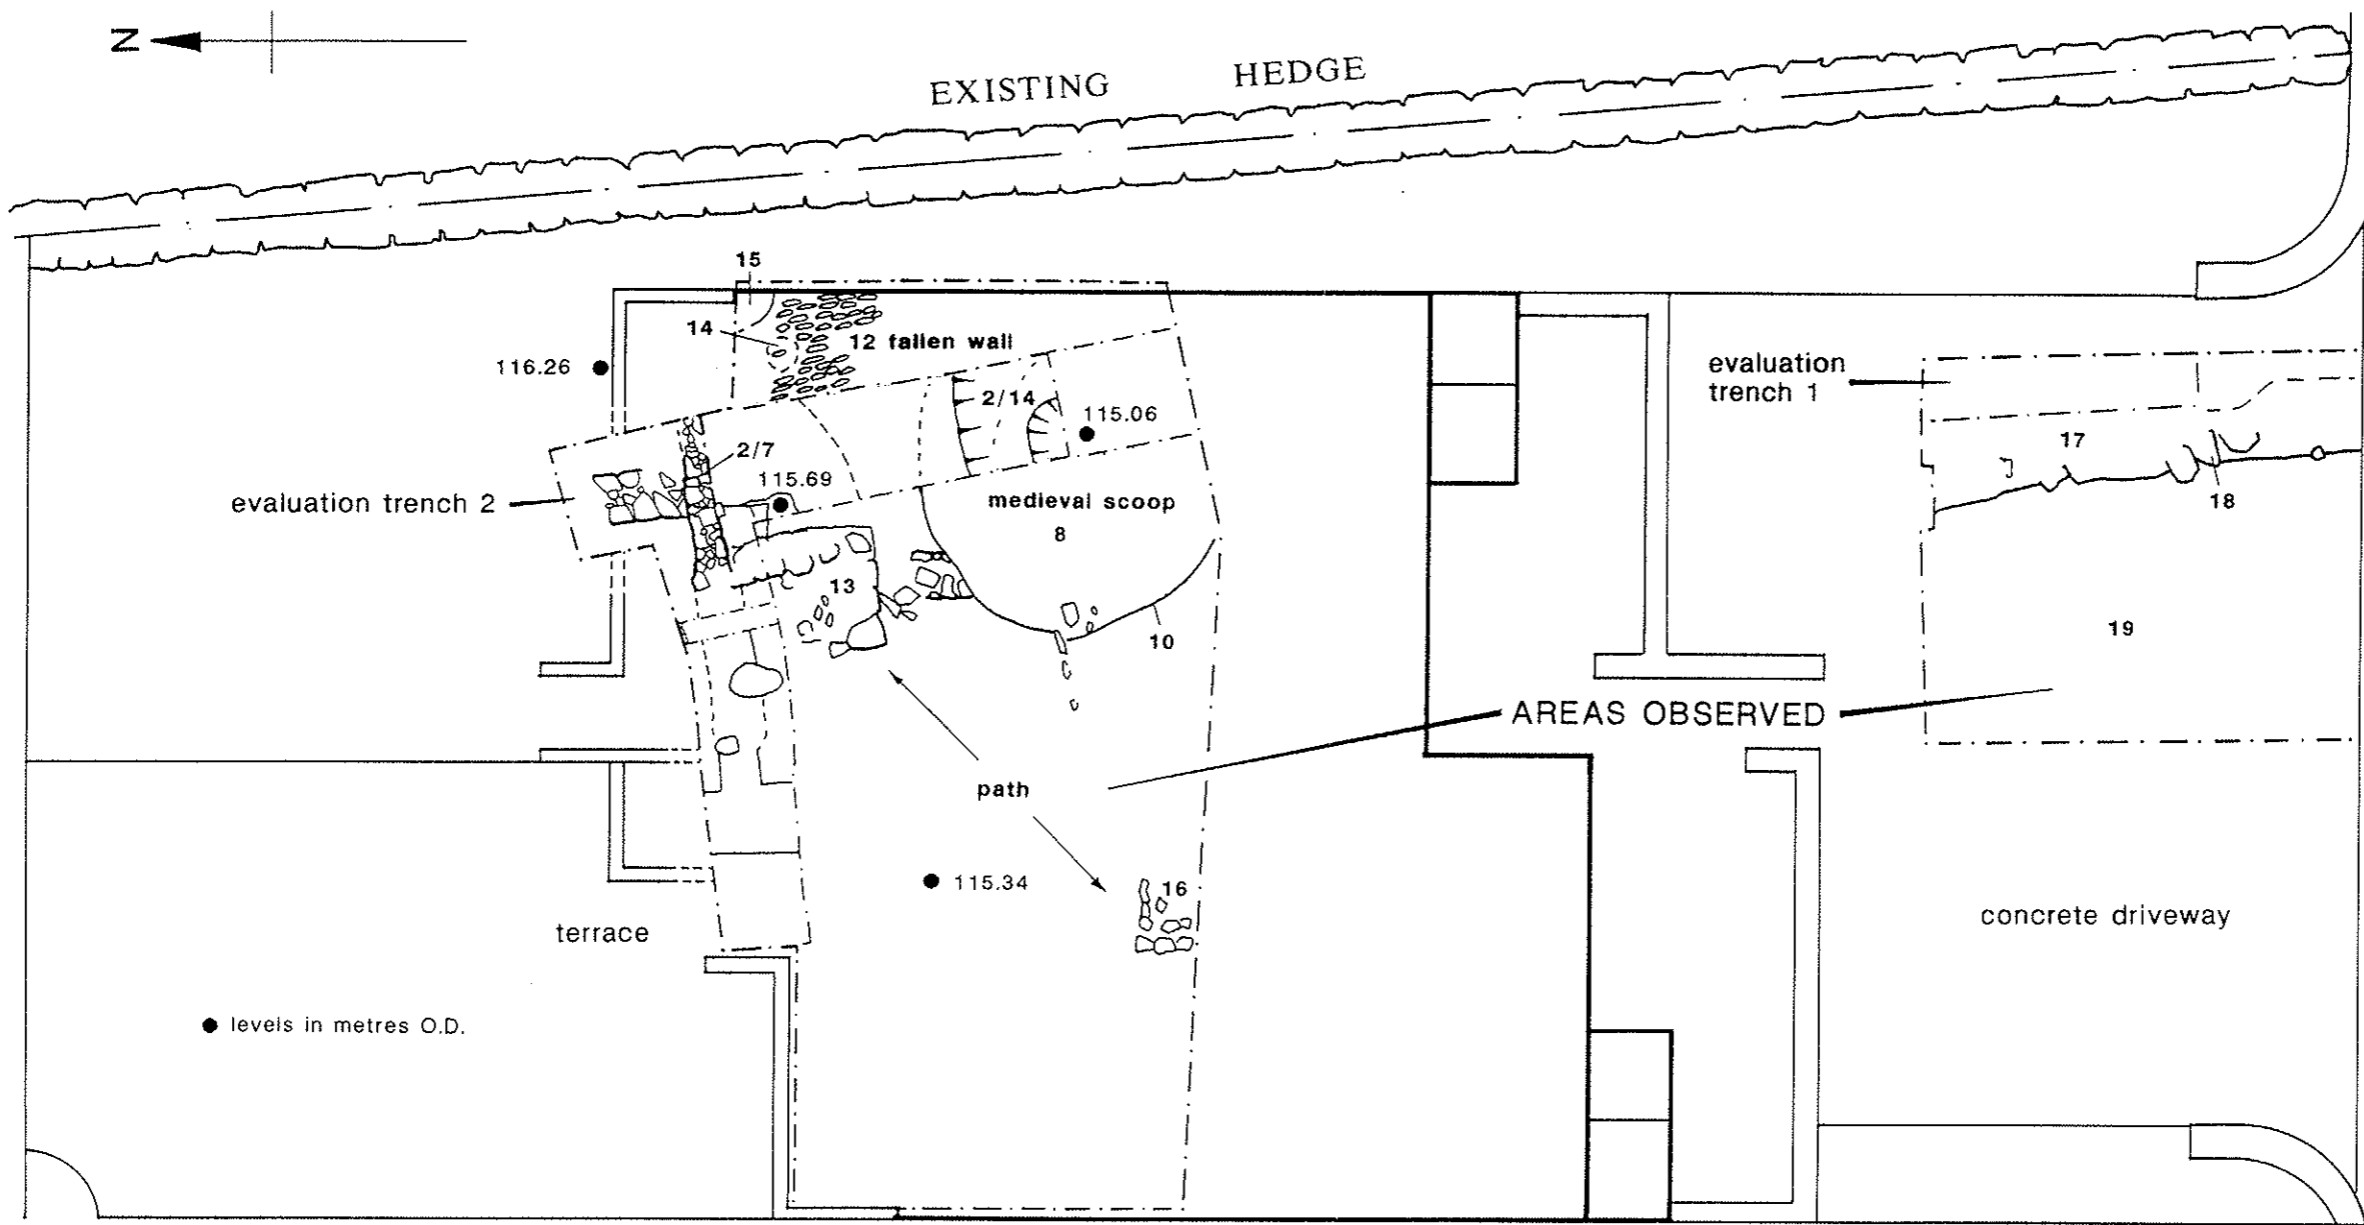 N
EXISTING HEDGE
15
14
12 fallen wall
116.26
evaluation
trench 1
2/14
115.06
17
2/7
115.69
evaluation trench 2
medieval scoop
8
18
13
10
19
AREAS OBSERVED
path
16
115.34
terrace
concrete driveway
levels in metres O.D.